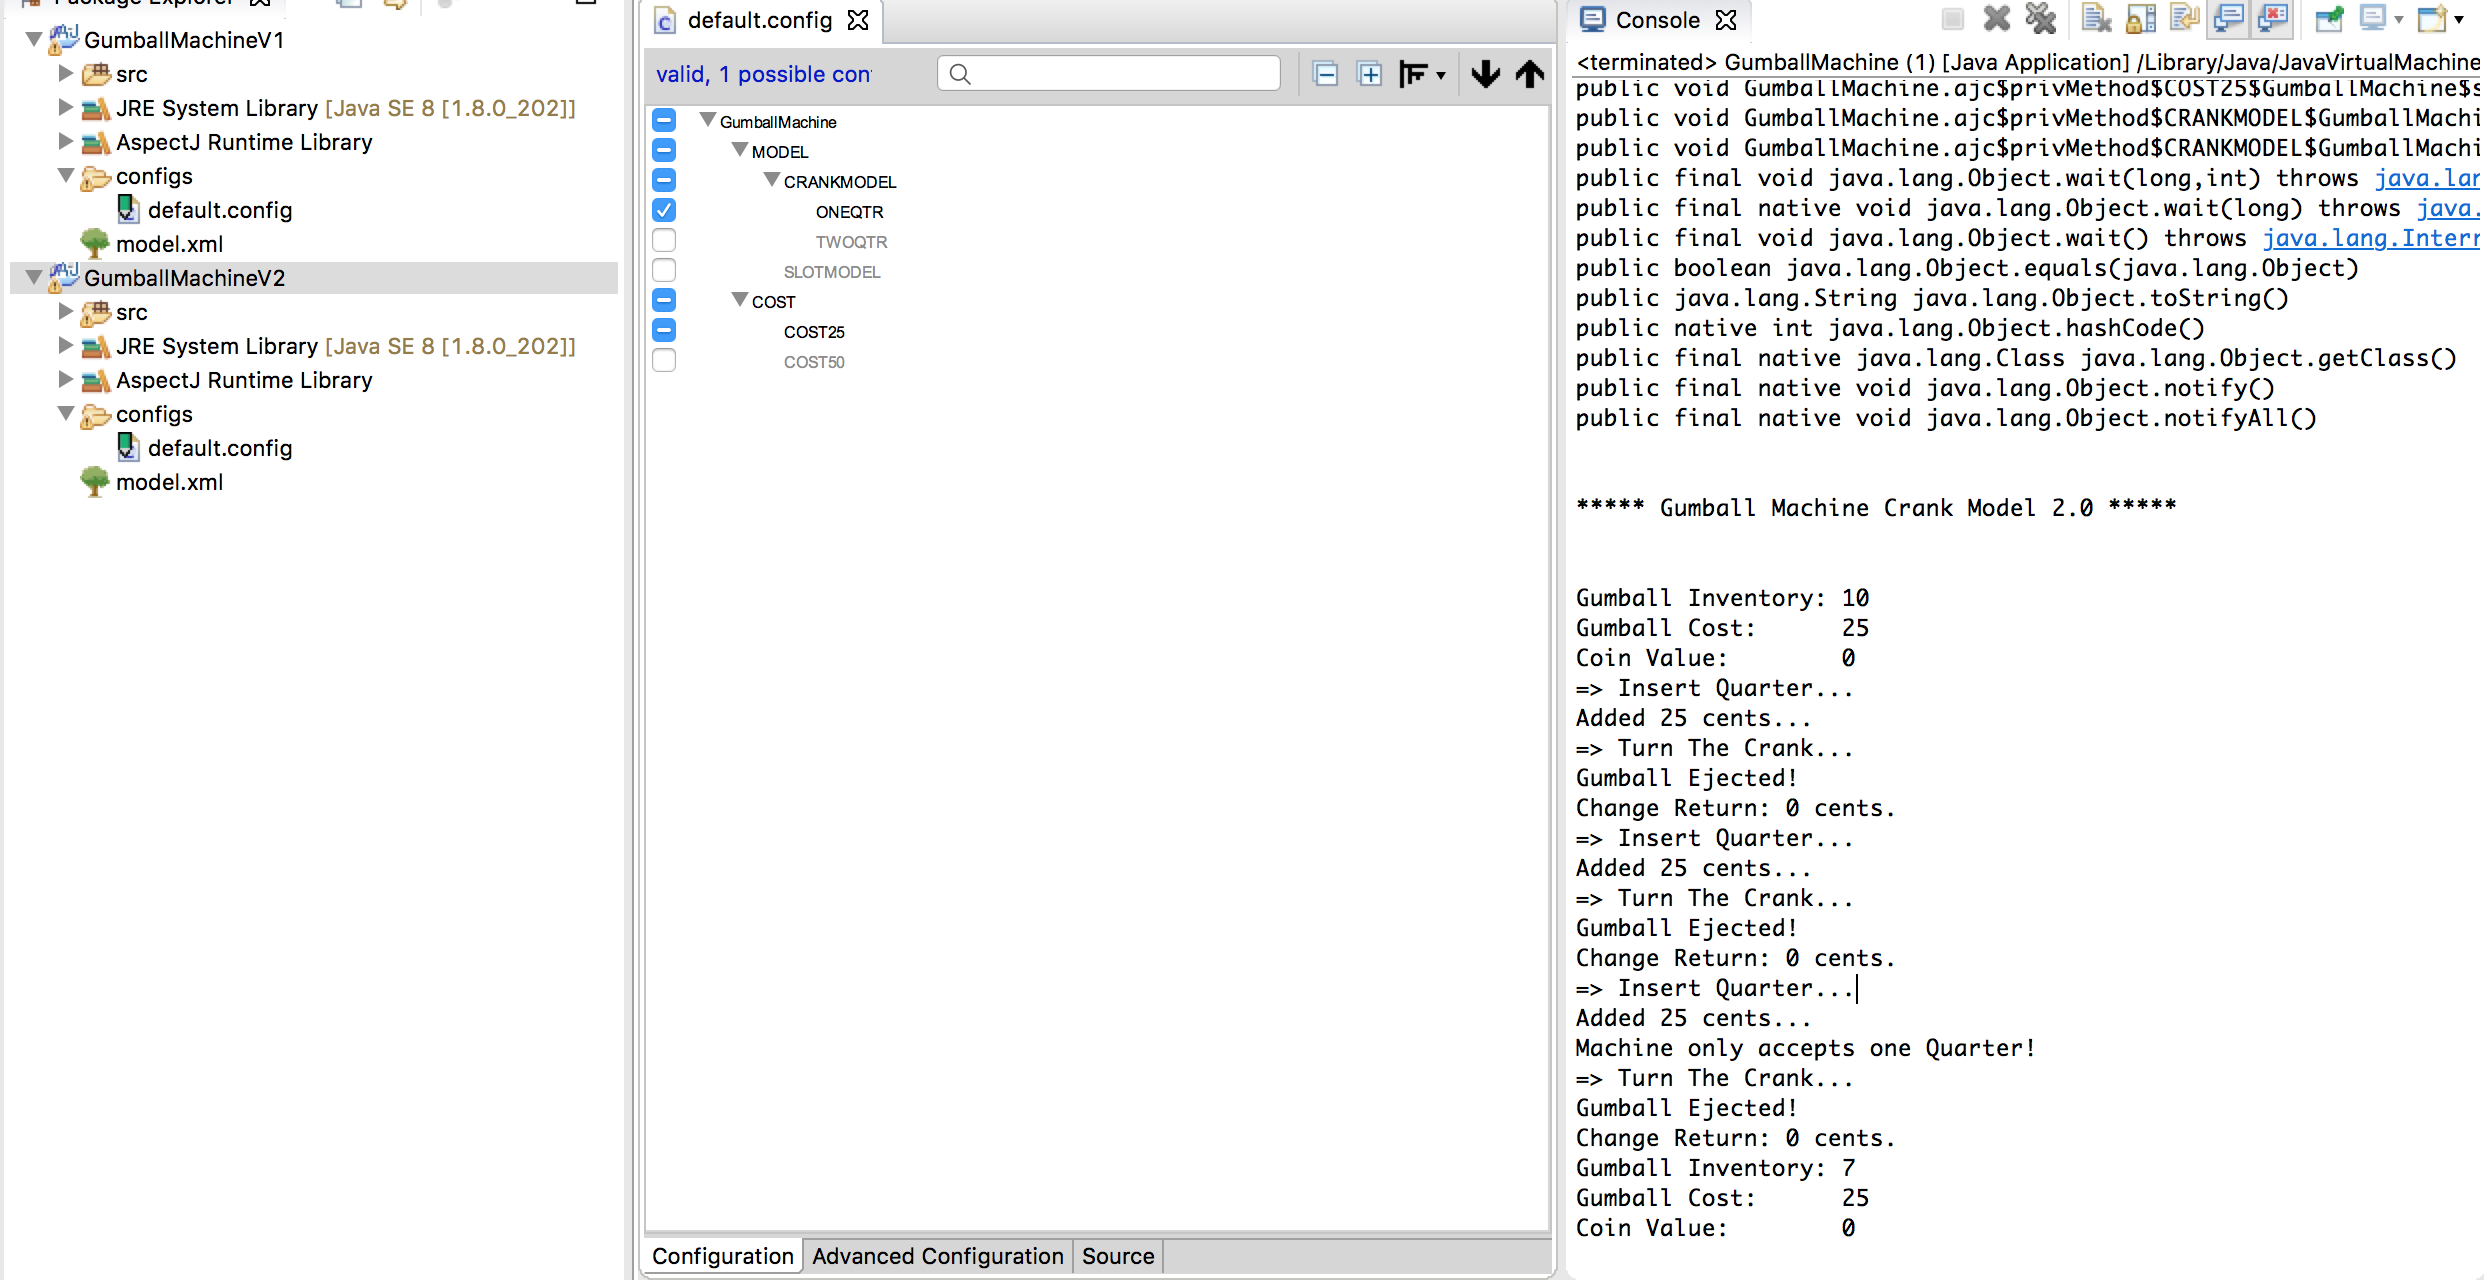 Package Explorer
GumballMachineV1
src
JRE System Library [Java SE 8 [1.8.0_202]]
AspectJ Runtime Library
configs
default.config
model.xml
GumballMachineV2
src
JRE System Library [Java SE 8 [1.8.0_202]]
AspectJ Runtime Library
configs
default.config
model.xml
default.config
valid, 1 possible con
GumballMachine
MODEL
CRANKMODEL
ONEQTR
TWOQTR
SLOTMODEL
COST
COST25
COST50
Configuration Advanced Configuration Source
Console
<terminated> GumballMachine (1) [Java Application] /Library/Java/JavaVirtualMachine
public void GumballMachine.ajc$privMethod$COST25$GumballMachine$s
public void GumballMachine.ajc$privMethod$CRANKMODEL$GumballMachi
public void GumballMachine.ajc$privMethod$CRANKMODEL$GumballMachi
public final void java.lang.Object.wait(long,int) throws java.lan
public final native void java.lang.Object.wait(long) throws java.
public final void java.lang.Object.wait() throws java.lang.Interr
public boolean java.lang.Object.equals(java.lang.Object)
public java.lang.String java.lang.Object.toString()
public native int java.lang.Object.hashCode()
public final native java.lang.Class java.lang.Object.getClass()
public final native void java.lang.Object.notify()
public final native void java.lang.Object.notifyAll()
***** Gumball Machine Crank Model 2.0 *****
Gumball Inventory: 10
Gumball Cost: 25
Coin Value: 0
=> Insert Quarter...
Added 25 cents...
=> Turn The Crank...
Gumball Ejected!
Change Return: 0 cents.
=> Insert Quarter...
Added 25 cents...
=> Turn The Crank...
Gumball Ejected!
Change Return: 0 cents.
=> Insert Quarter...
Added 25 cents...
Machine only accepts one Quarter!
=> Turn The Crank...
Gumball Ejected!
Change Return: 0 cents.
Gumball Inventory: 7
Gumball Cost: 25
Coin Value: 0